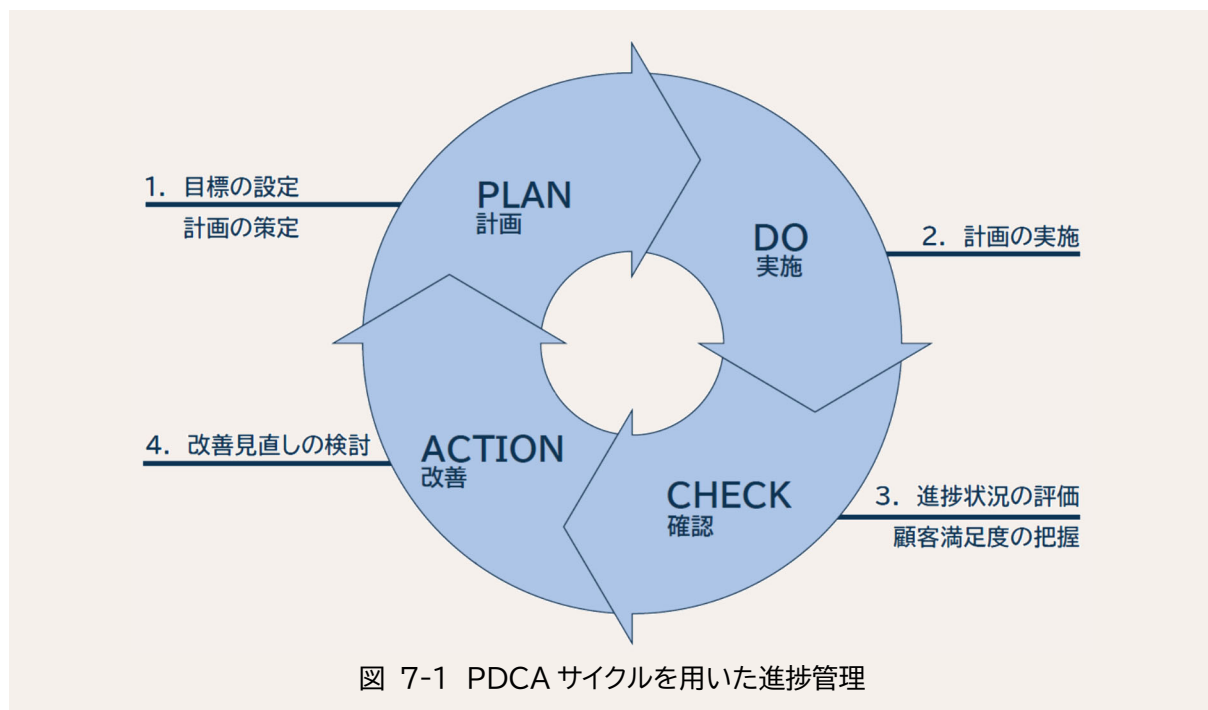 1. 目標の設定
計画の策定
PLAN
計画
DO
実施
2. 計画の実施
CHECK
確認
3. 進捗状況の評価
顧客満足度の把握
ACTION
改善
4. 改善見直しの検討
図 7-1 PDCA サイクルを用いた進捗管理